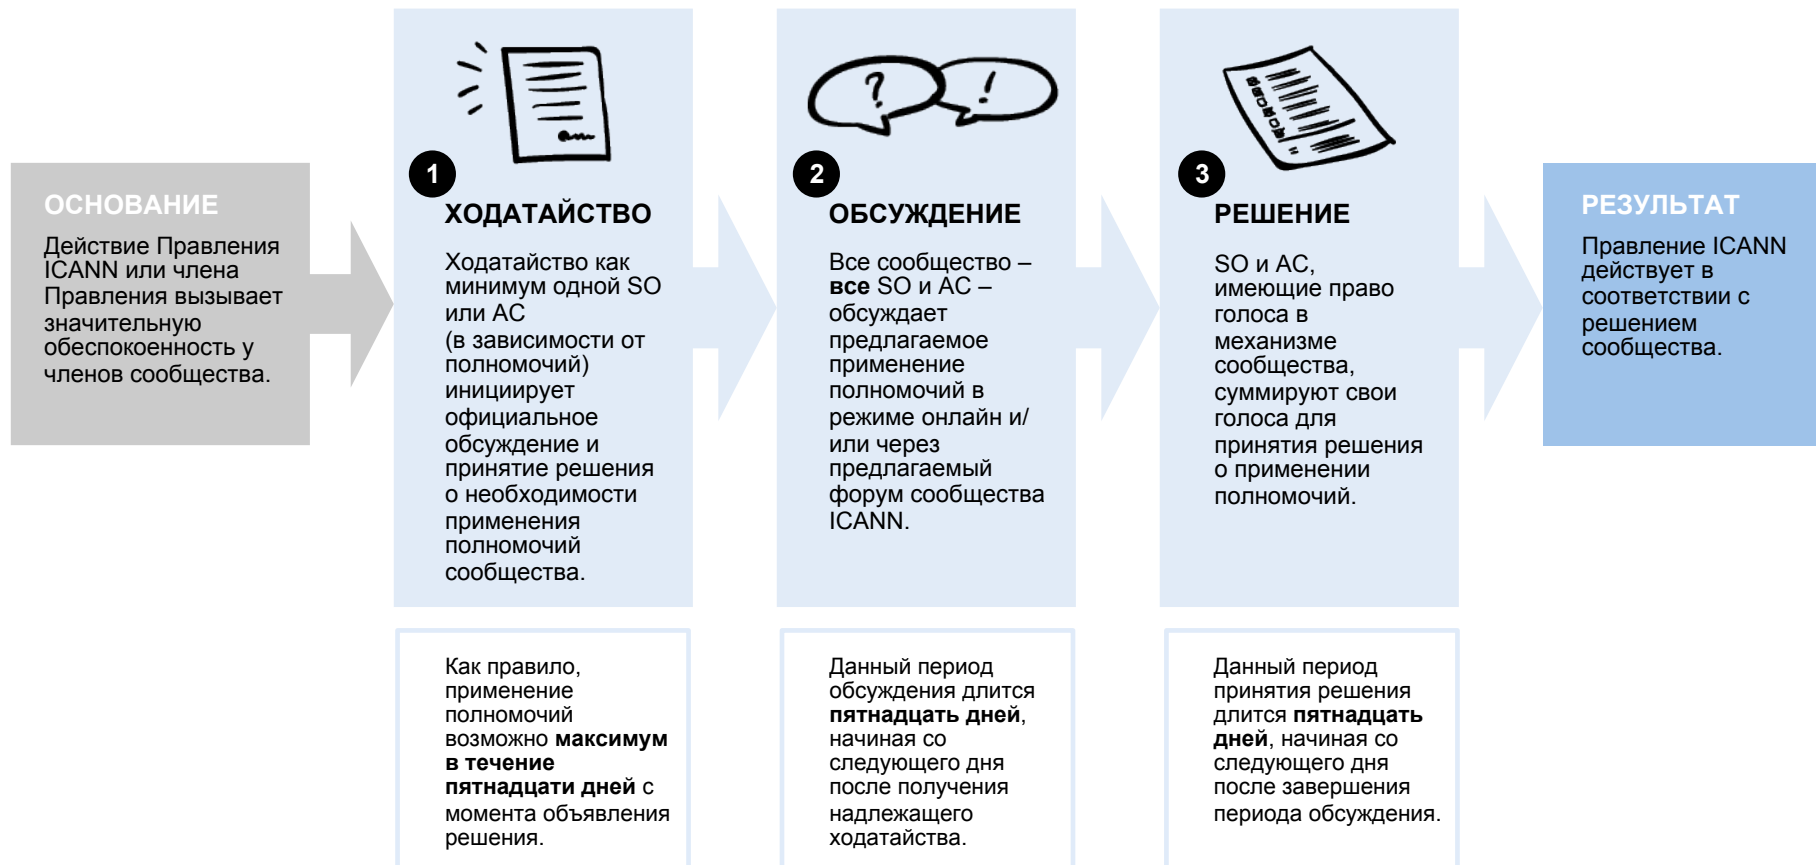 ОСНОВАНИЕ
Действие Правления
ICANN или члена
Правления вызывает
значительную
обеспокоенность у
членов сообщества.
1
ХОДАТАЙСТВО
Ходатайство как
минимум одной SO
или AC
(в зависимости от
полномочий)
инициирует
официальное
обсуждение и
принятие решения
о необходимости
применения
полномочий
сообщества.
Как правило,
применение
полномочий
возможно максимум
в течение
пятнадцати дней с
момента объявления
решения.
?
!
2
ОБСУЖДЕНИЕ
Все сообщество –
все SO и AC –
обсуждает
предлагаемое
применение
полномочий в
режиме онлайн и/
или через
предлагаемый
форум сообщества
ICANN.
Данный период
обсуждения длится
пятнадцать дней,
начиная со
следующего дня
после получения
надлежащего
ходатайства.
3
РЕШЕНИЕ
SO и AC,
имеющие право
голоса в
механизме
сообщества,
суммируют свои
голоса для
принятия решения
о применении
полномочий.
Данный период
принятия решения
длится пятнадцать
дней, начиная со
следующего дня
после завершения
периода обсуждения.
РЕЗУЛЬТАТ
Правление ICANN
действует в
соответствии с
решением
сообщества.